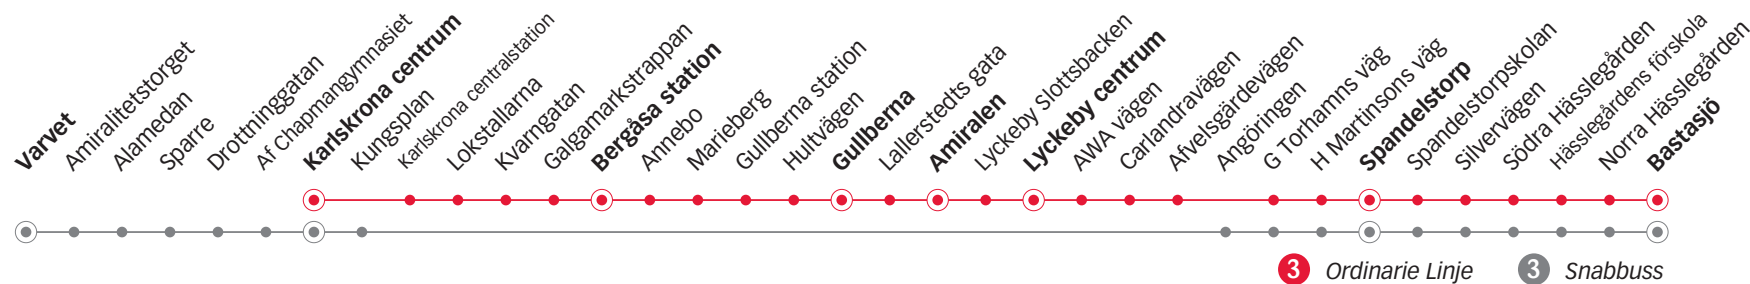 Varvet
Amiralitetstorget
Alamedan
Sparre
Drottninggatan
Af Chapmangymnasiet
Karlskrona centrum
Kungsplan
Karlskrona centralstation
Lokstallarna
Kvarngatan
Galgamarkstrappan
Bergåsa station
Annebo
Marieberg
Gullberna station
Hultvägen
Gullberna
Lallerstedts gata
Amiralen
Lyckeby Slottsbacken
Lyckeby centrum
AWA vägen
Carlandravägen
Afvelsgärdevägen
Angöringen
G Torhamns väg
H Martinsons väg
Spandelstorp
Spandelstorpskolan
Silvervägen
Södra Hässlegården
Hässlegårdens förskola
Norra Hässlegården
Bastasjö
3 Ordinarie Linje
3 Snabbuss